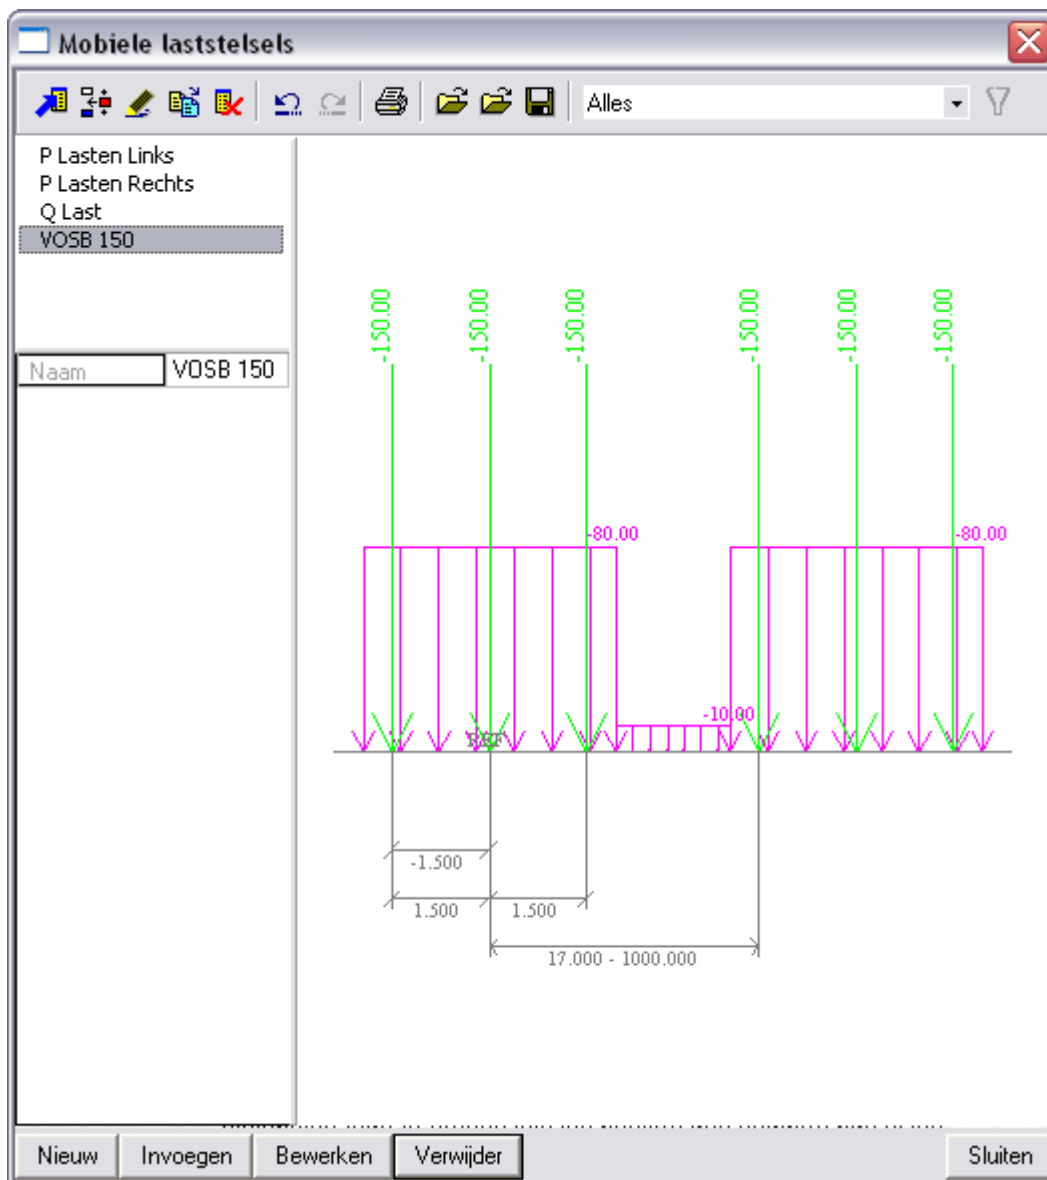 Mobiele laststelsels
Alles
P Lasten Links
P Lasten Rechts
Q Last
VOSB 150
Naam VOSB 150
-150.00 -150.00 -150.00 -150.00 -150.00 -150.00
-80.00 -80.00
-10.00
REF
-1.500
1.500 1.500
17.000 - 1000.000
Nieuw Invoegen Bewerken Verwijder Sluiten